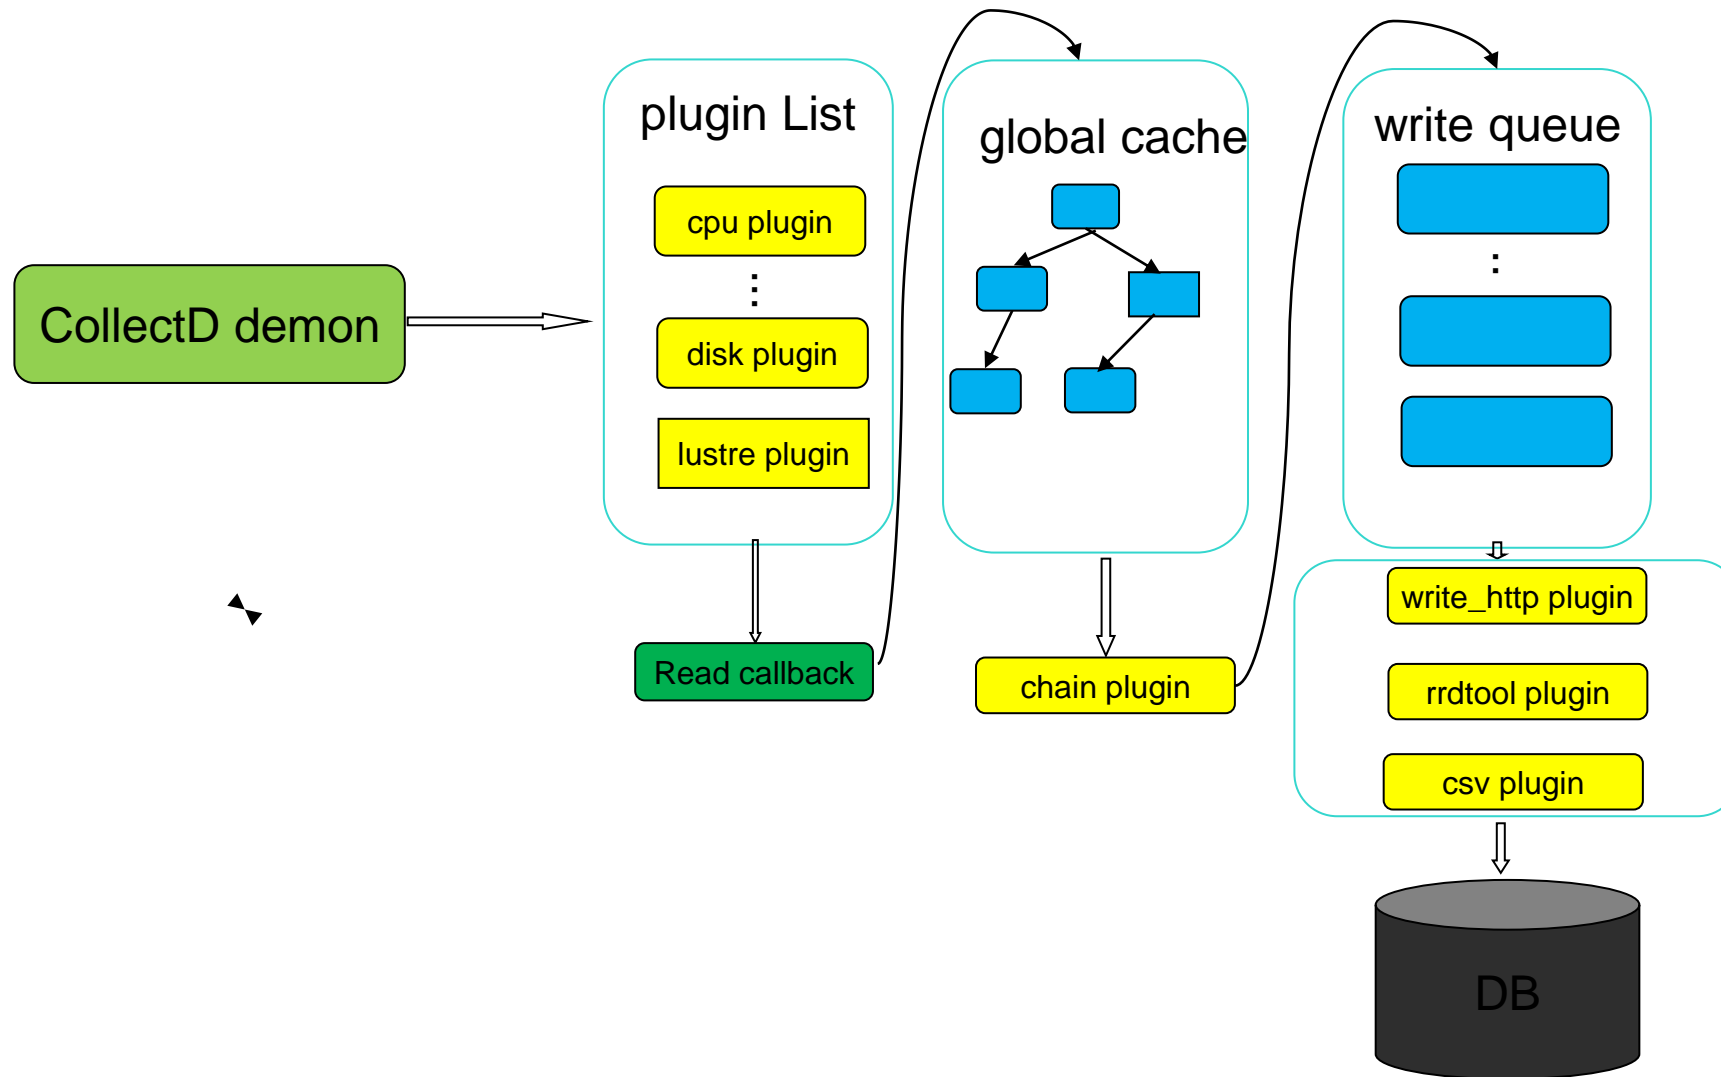 CollectD demon
plugin List
cpu plugin
disk plugin
lustre plugin
Read callback
global cache
chain plugin
write queue
write_http plugin
rrdtool plugin
csv plugin
DB